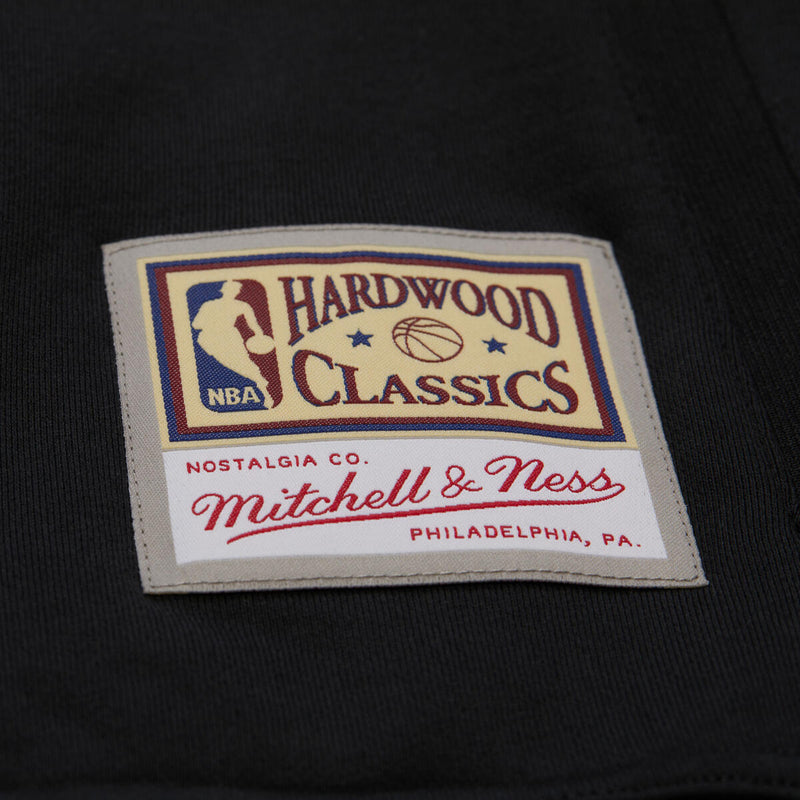 NBA
HARDWOOD
CLASSICS
NOSTALGIA CO.
Mitchell & Ness
PHILADELPHIA, PA.